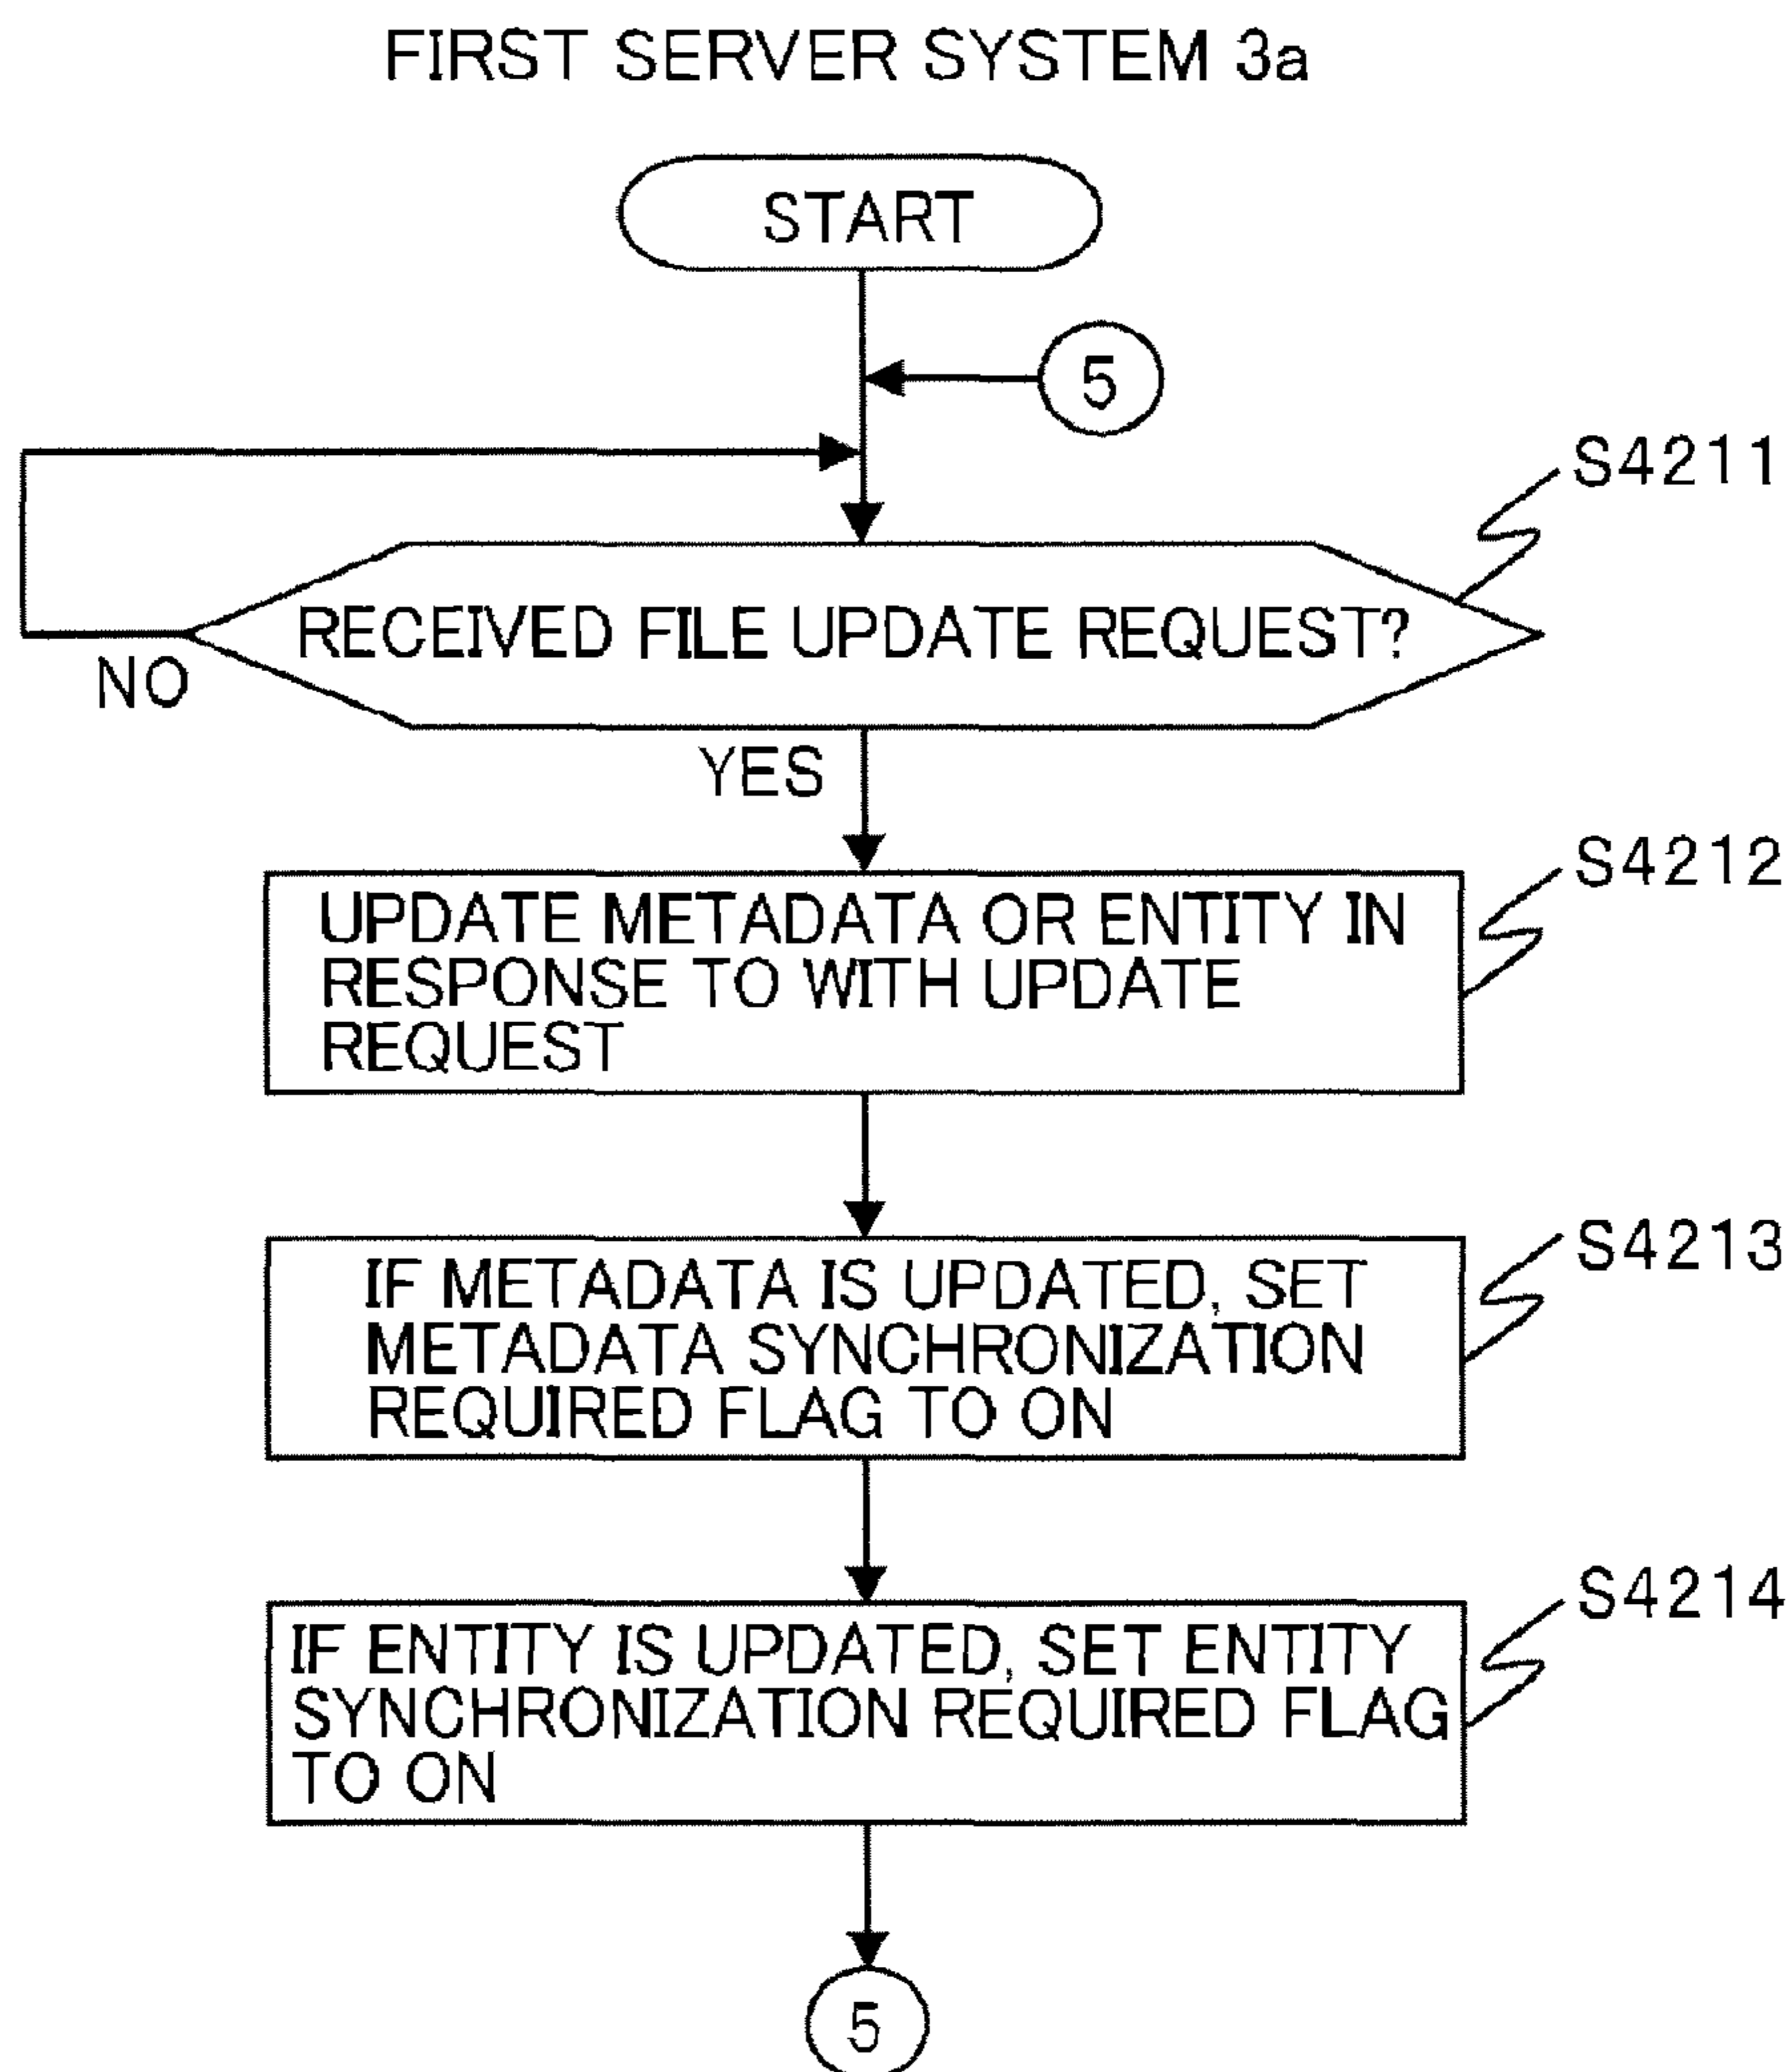 FIRST SERVER SYSTEM 3a
START
5
S4211
RECEIVED FILE UPDATE REQUEST?
NO
YES
S4212
UPDATE METADATA OR ENTITY IN
RESPONSE TO WITH UPDATE
REQUEST
S4213
IF METADATA IS UPDATED, SET
METADATA SYNCHRONIZATION
REQUIRED FLAG TO ON
S4214
IF ENTITY IS UPDATED, SET ENTITY
SYNCHRONIZATION REQUIRED FLAG
TO ON
5